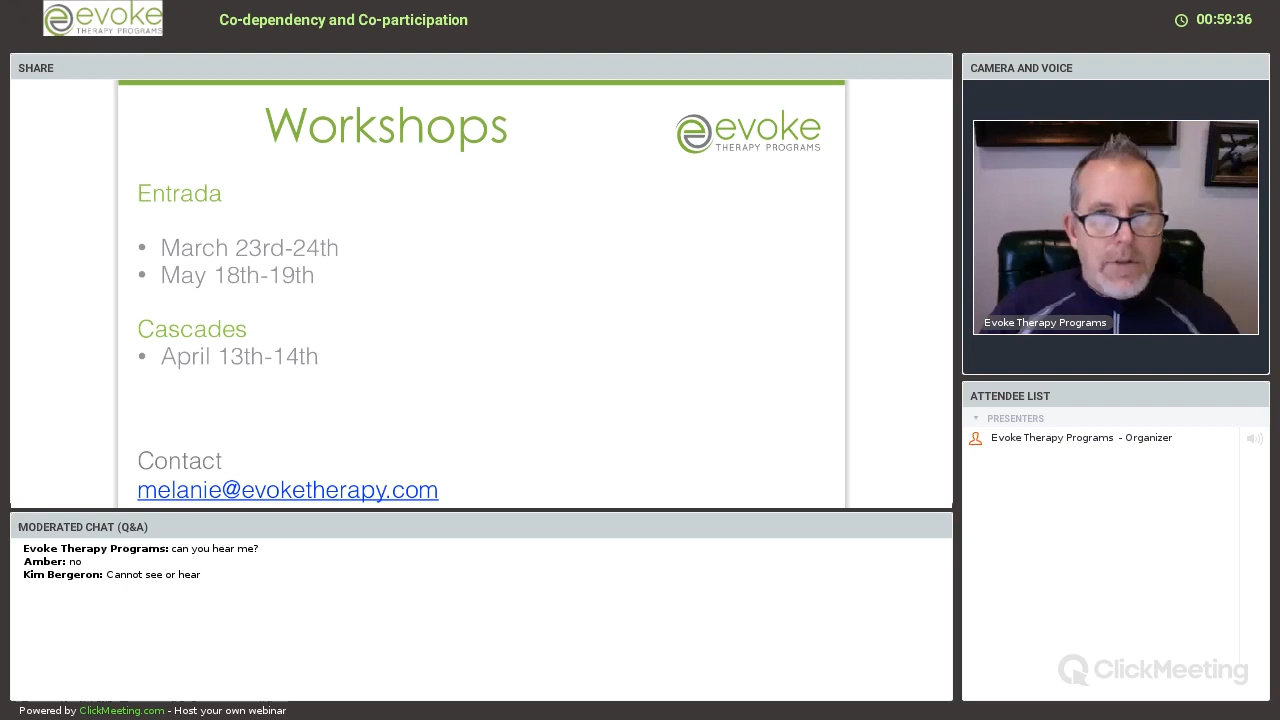 evoke
THERAPY PROGRAMS
Co-dependency and Co-participation
00:59:36
SHARE
Workshops
evoke
THERAPY PROGRAMS
Entrada
• March 23rd-24th
• May 18th-19th
Cascades
• April 13th-14th
Contact
melanie@evoketherapy.com
CAMERA AND VOICE
Evoke Therapy Programs
ATTENDEE LIST
PRESENTERS
Evoke Therapy Programs - Organizer
MODERATED CHAT (Q&A)
Evoke Therapy Programs: can you hear me?
Amber: no
Kim Bergeron: Cannot see or hear
ClickMeeting
Powered by ClickMeeting.com - Host your own webinar